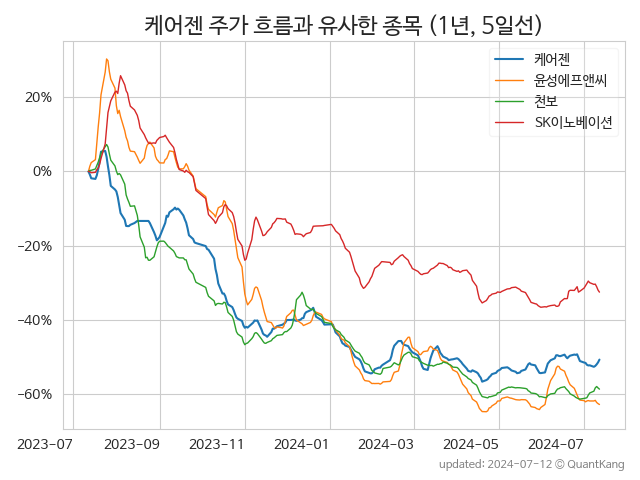 케어젠 주가 흐름과 유사한 종목 (1년, 5일선)
케어젠
윤성에프앤씨
천보
SK이노베이션
20%
0%
−20%
−40%
−60%
2023-07 2023-09 2023-11 2024-01 2024-03 2024-05 2024-07
updated: 2024-07-12 © QuantKang